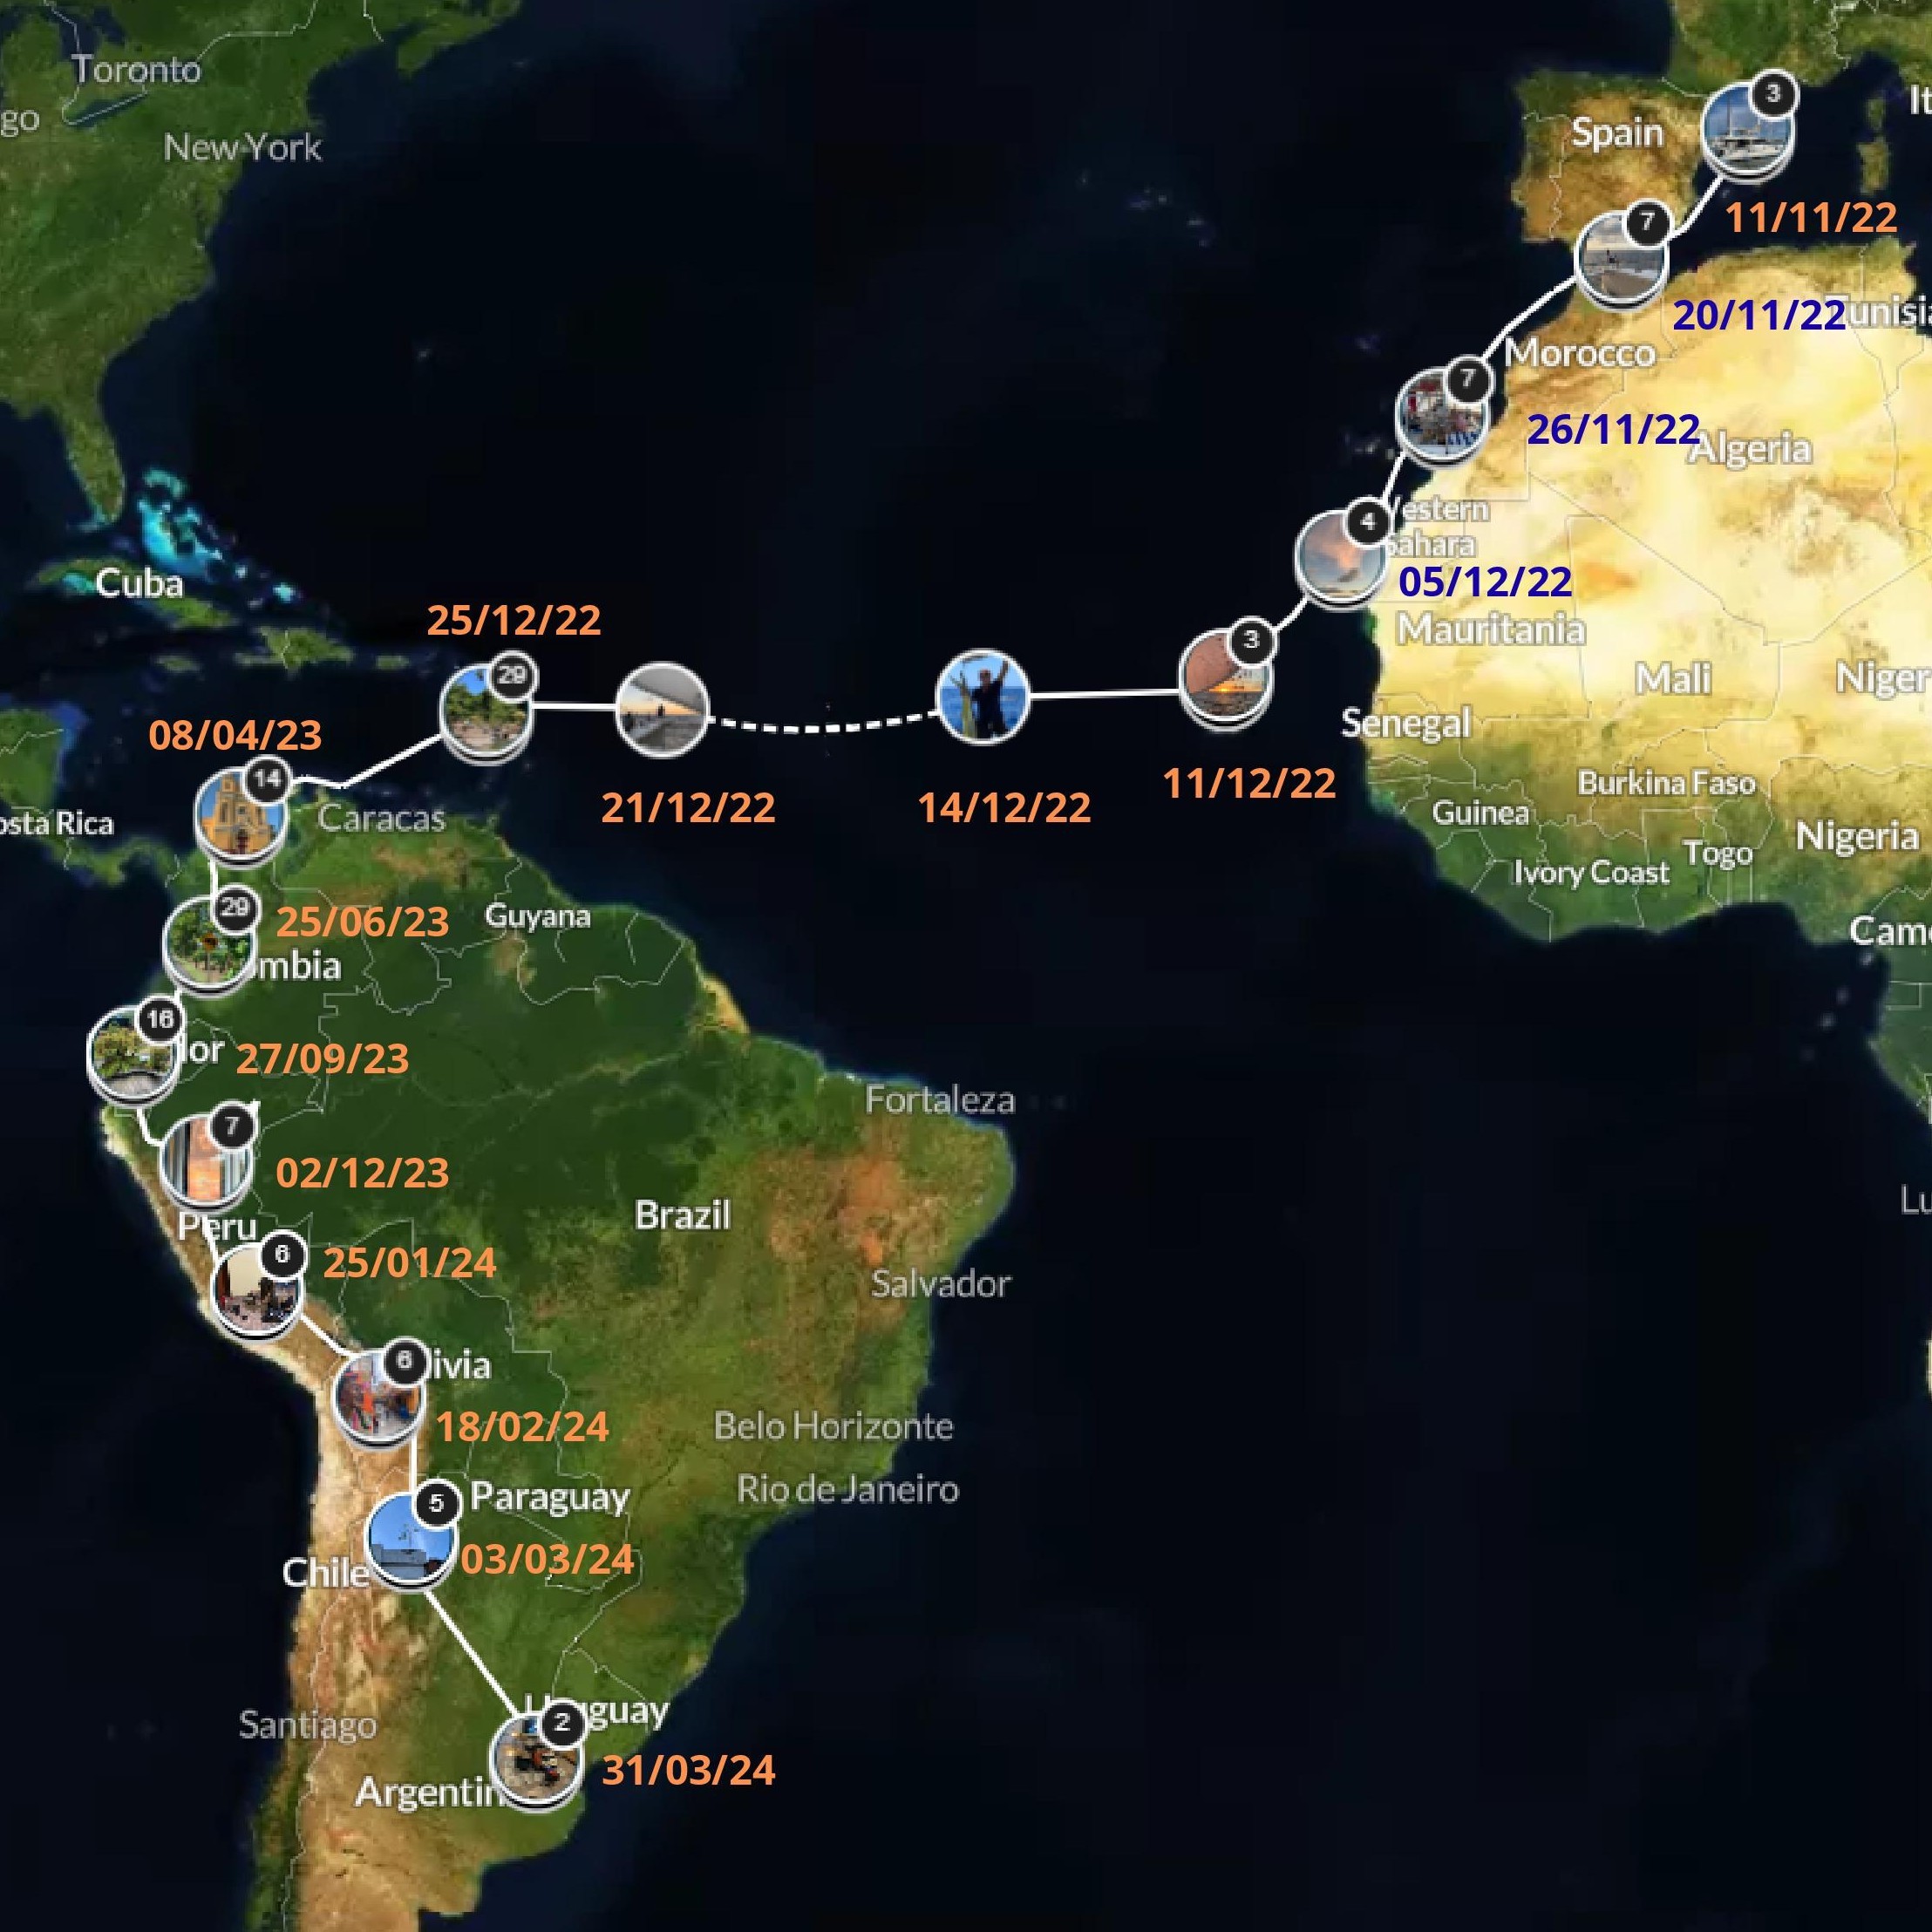 Toronto
go
New York
Spain
3
It
11/11/22
7
20/11/22
Tunisia
Morocco
7
26/11/22
Algeria
4
Western
Sahara
05/12/22
Cuba
25/12/22
3
Mauritania
29
Mali
Niger
08/04/23
Senegal
14
21/12/22
14/12/22
11/12/22
Burkina Faso
osta Rica
Caracas
Guinea
Togo
Nigeria
Ivory Coast
29
25/06/23
Guyana
Came
mbia
16
dor
27/09/23
Fortaleza
7
02/12/23
Brazil
Lu
Peru
6
25/01/24
Salvador
6
livia
18/02/24
Belo Horizonte
5
Paraguay
Rio de Janeiro
03/03/24
Chile
Uruguay
2
Santiago
31/03/24
Argentin